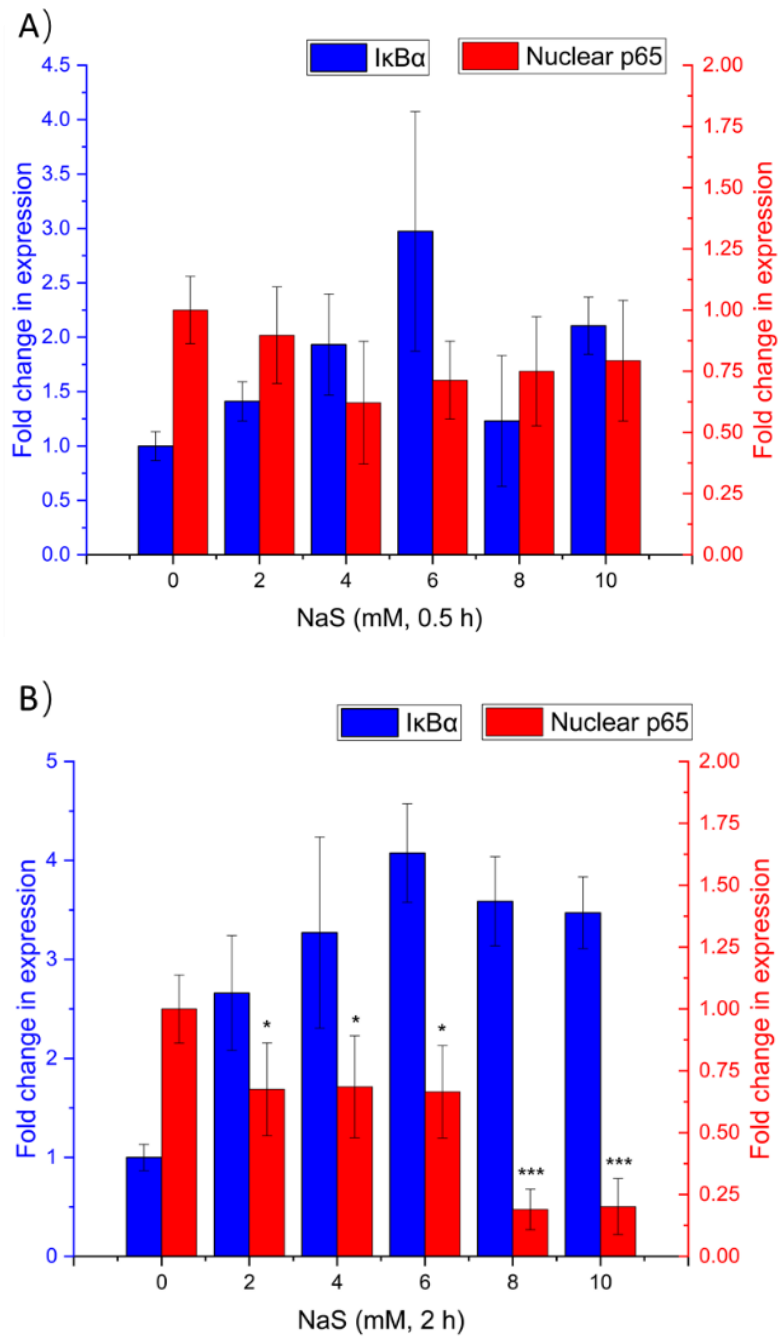 A)
IκBα
Nuclear p65
4.5
4.0
3.5
3.0
2.5
2.0
1.5
1.0
0.5
0.0
Fold change in expression
2.00
1.75
1.50
1.25
1.00
0.75
0.50
0.25
0.00
Fold change in expression
0 2 4 6 8 10
NaS (mM, 0.5 h)
B)
IκBα
Nuclear p65
5
4
3
2
1
0
Fold change in expression
* * * *** ***
2.00
1.75
1.50
1.25
1.00
0.75
0.50
0.25
0.00
Fold change in expression
0 2 4 6 8 10
NaS (mM, 2 h)